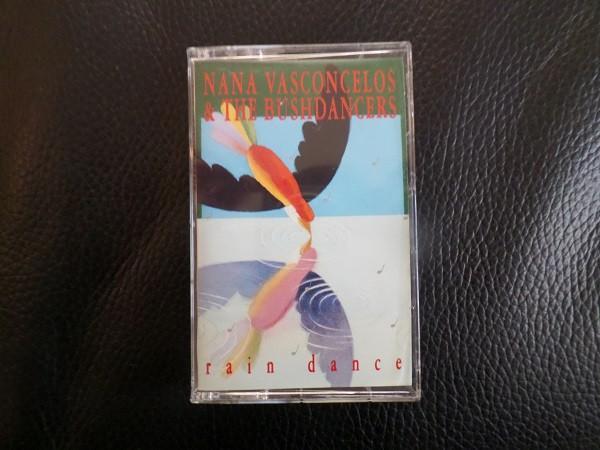 NANA VASCONCELOS
& THE BUSHDANCERS
rain dance